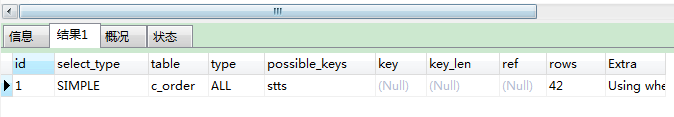 信息 结果1 概况 状态
id select_type table type possible_keys key key_len ref rows Extra
1 SIMPLE c_order ALL stts (Null) (Null) (Null) 42 Using whe